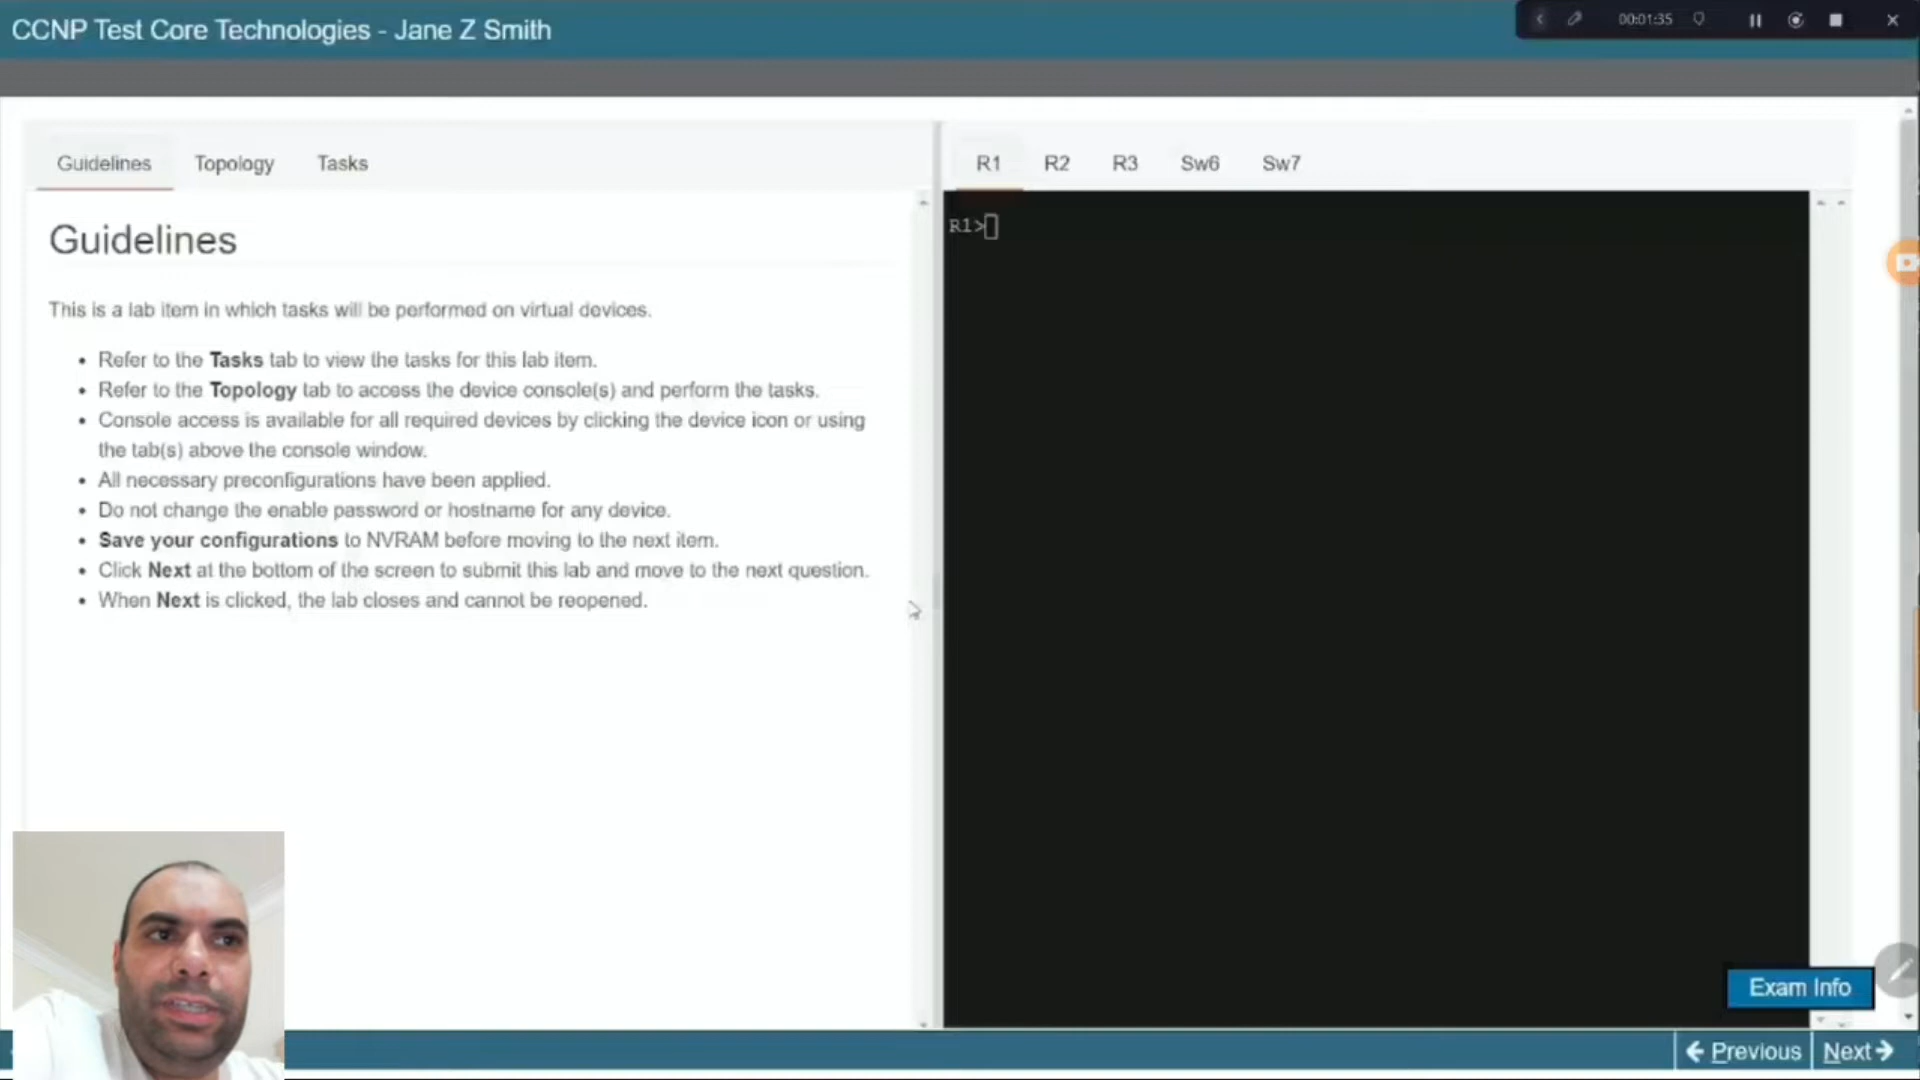 CCNP Test Core Technologies - Jane Z Smith
00:01:35
Guidelines
Topology
Tasks
R1
R2
R3
Sw6
Sw7
Guidelines
This is a lab item in which tasks will be performed on virtual devices.
• Refer to the Tasks tab to view the tasks for this lab item.
• Refer to the Topology tab to access the device console(s) and perform the tasks.
• Console access is available for all required devices by clicking the device icon or using
the tab(s) above the console window.
• All necessary preconfigurations have been applied.
• Do not change the enable password or hostname for any device.
• Save your configurations to NVRAM before moving to the next item.
• Click Next at the bottom of the screen to submit this lab and move to the next question.
• When Next is clicked, the lab closes and cannot be reopened.
R1>
Exam Info
Previous
Next